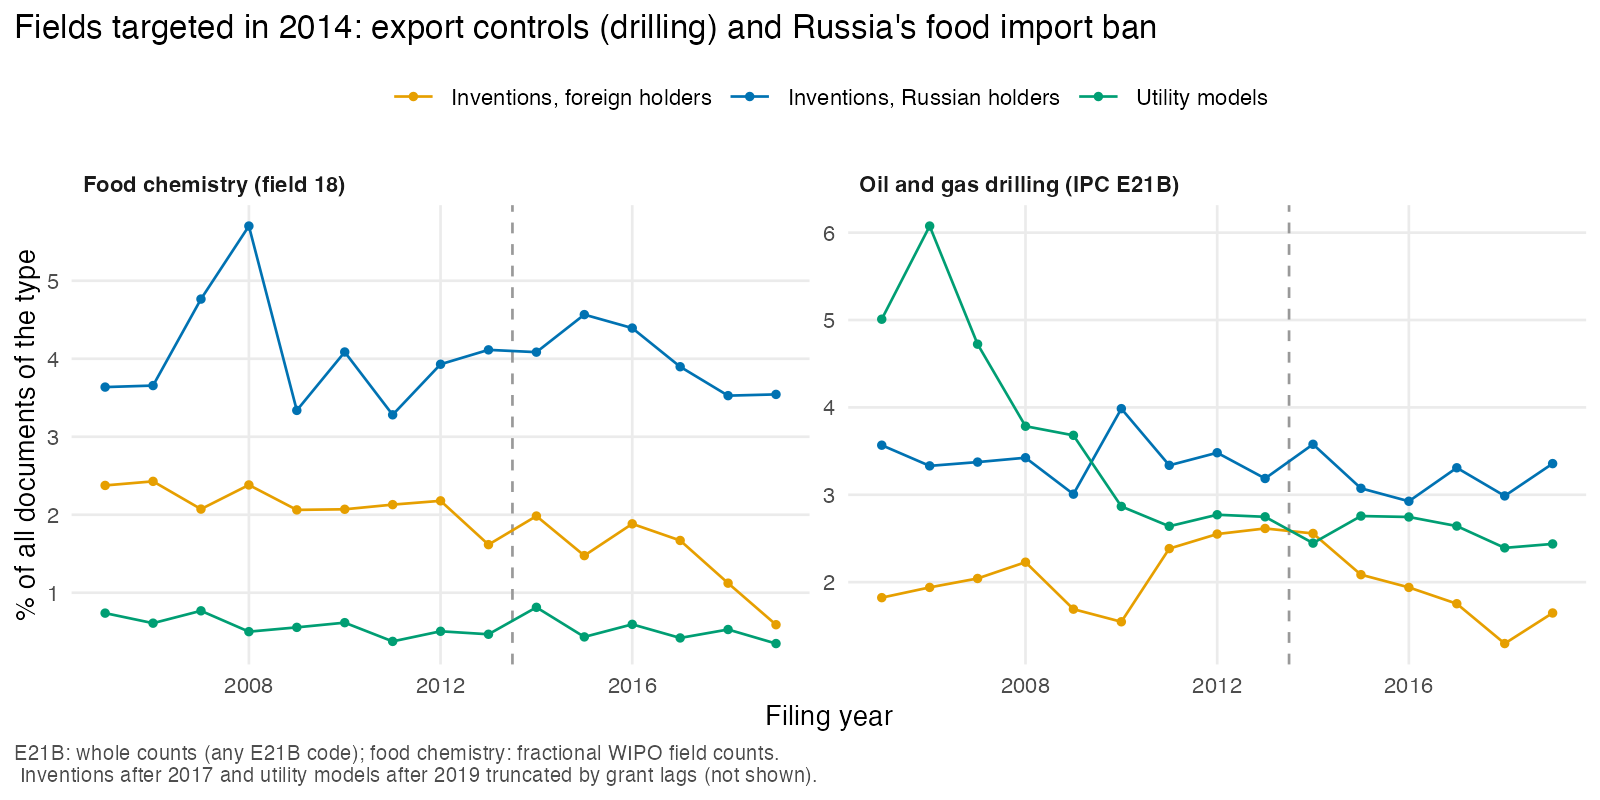 Fields targeted in 2014: export controls (drilling) and Russia's food import ban
Inventions, foreign holders
Inventions, Russian holders
Utility models
Food chemistry (field 18)
Oil and gas drilling (IPC E21B)
% of all documents of the type
5
4
3
2
1
2008
2012
2016
6
5
4
3
2
2008
2012
2016
Filing year
E21B: whole counts (any E21B code); food chemistry: fractional WIPO field counts.
Inventions after 2017 and utility models after 2019 truncated by grant lags (not shown).